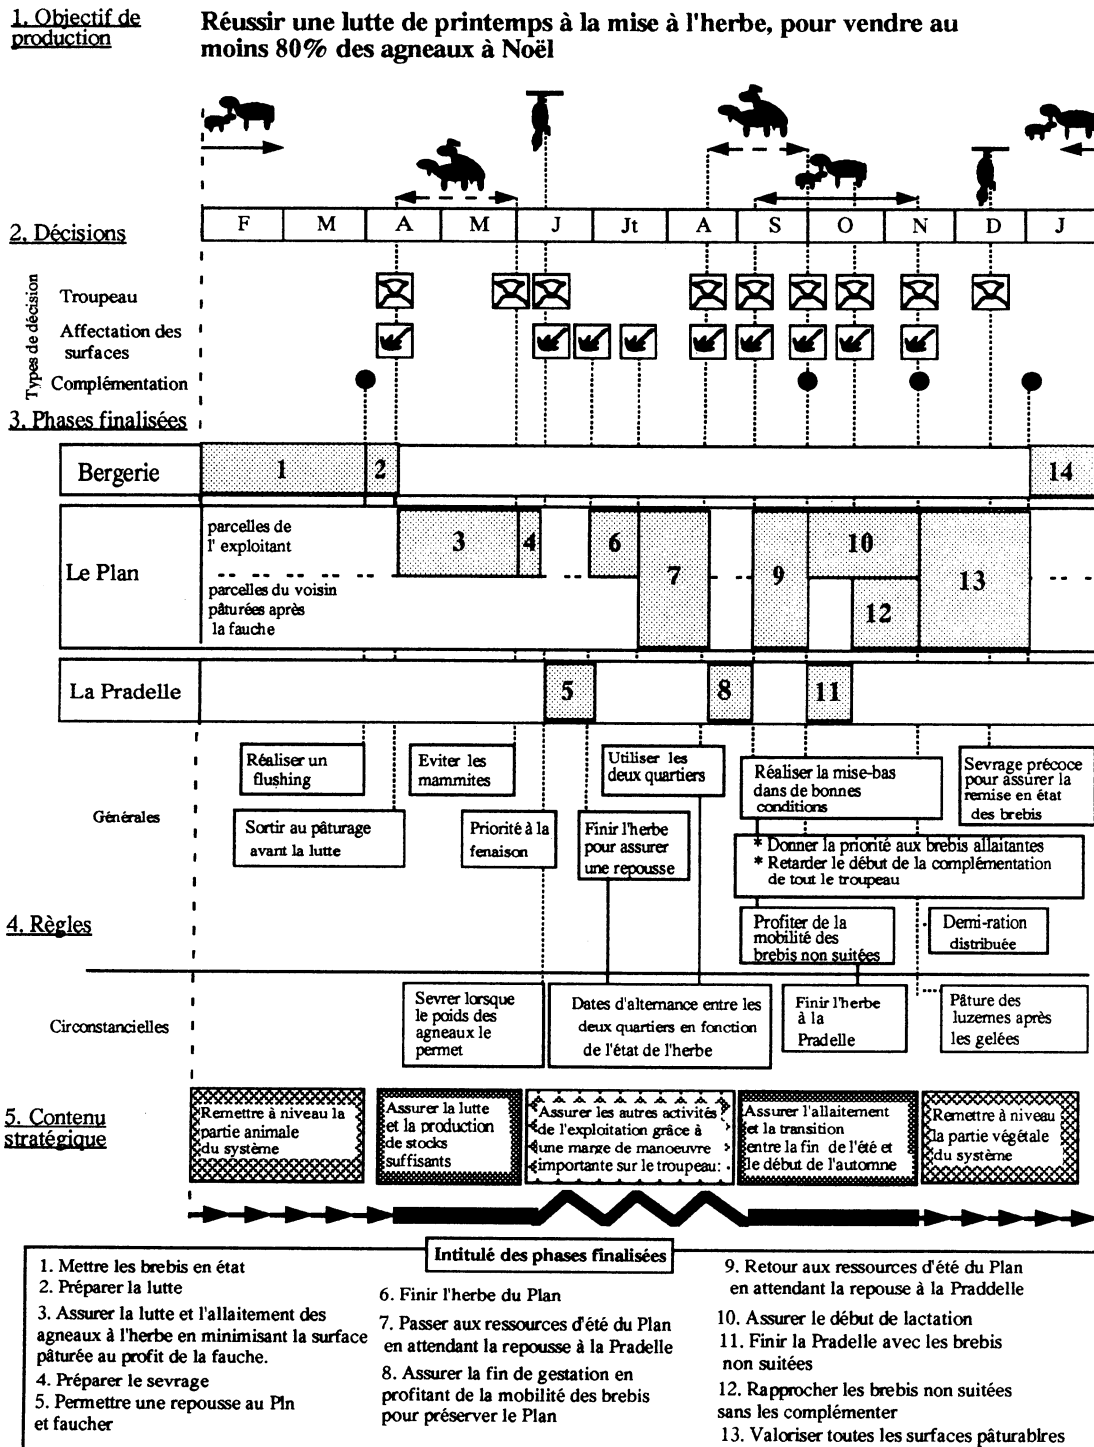 1. Objectif de
production
Réussir une lutte de printemps à la mise à l'herbe, pour vendre au
moins 80% des agneaux à Noël
2. Décisions
F M A M J Jt A S O N D J
Types de décision
Troupeau
Affectation des
surfaces
Complémentation
3. Phases finalisées
Bergerie
1 2 14
Le Plan
parcelles de
l' exploitant
3 4 6 10
7 9 13
parcelles du voisin
pâturées après
la fauche
12
La Pradelle
5 8 11
Générales
Réaliser un
flushing
Eviter les
mammites
Utiliser les
deux quartiers
Réaliser la mise-bas
dans de bonnes
conditions
Sevrage précoce
pour assurer la
remise en état
des brebis
Sortir au pâturage
avant la lutte
Priorité à la
fenaison
Finir l'herbe
pour assurer
une repousse
* Donner la priorité aux brebis allaitantes
* Retarder le début de la complémentation
de tout le troupeau
4. Règles
Profiter de la
mobilité des
brebis non suitées
Demi-ration
distribuée
Circonstancielles
Sevrer lorsque
le poids des
agneaux le
permet
Dates d'alternance entre les
deux quartiers en fonction
de l'état de l'herbe
Finir l'herbe
à la
Pradelle
Pâture des
luzernes après
les gelées
5. Contenu
stratégique
Remettre à niveau la
partie animale
du système
Assurer la lutte
et la production
de stocks
suffisants
Assurer les autres activités
de l'exploitation grâce à
une marge de manoeuvre
importante sur le troupeau:
Assurer l'allaitement
et la transition
entre la fin de l'été et
le début de l'automne
Remettre à niveau
la partie végétale
du système
Intitulé des phases finalisées
1. Mettre les brebis en état
2. Préparer la lutte
3. Assurer la lutte et l'allaitement des
agneaux à l'herbe en minimisant la surface
pâturée au profit de la fauche.
4. Préparer le sevrage
5. Permettre une repousse au Pln
et faucher
6. Finir l'herbe du Plan
7. Passer aux ressources d'été du Plan
en attendant la repousse à la Pradelle
8. Assurer la fin de gestation en
profitant de la mobilité des brebis
pour préserver le Plan
9. Retour aux ressources d'été du Plan
en attendant la repouse à la Praddelle
10. Assurer le début de lactation
11. Finir la Pradelle avec les brebis
non suitées
12. Rapprocher les brebis non suitées
sans les complémenter
13. Valoriser toutes les surfaces pâturablres